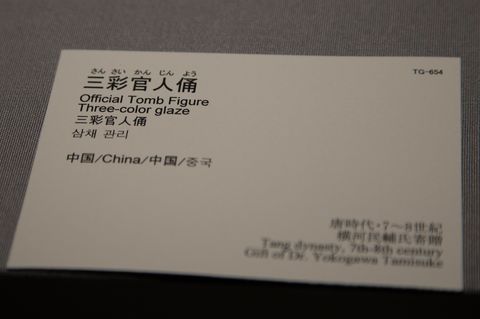 さん さい かん じん よう
三彩官人俑
TG-654
Official Tomb Figure
Three-color glaze
三彩官人俑
삼채 관리
中国/China/中国/중국
唐時代・7～8世紀
横河民輔氏寄贈
Tang dynasty, 7th-8th century
Gift of Dr. Yokogawa Tamisuke